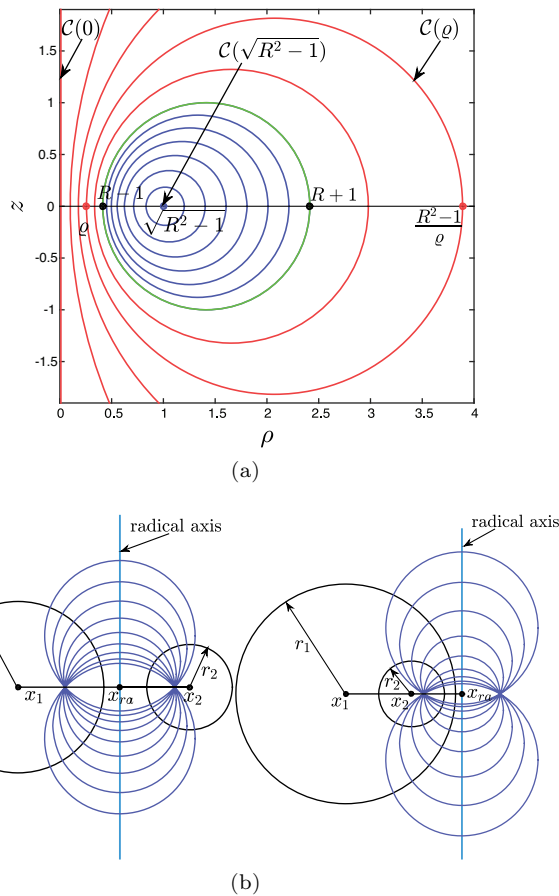 C(0)
C(√R²−1)
C(ϱ)
1.5
1
0.5
0
-0.5
-1
-1.5
z
R−1
R+1
ϱ
√R²−1
R²−1/ϱ
0
0.5
1
1.5
2
2.5
3
3.5
4
ρ
(a)
radical axis
radical axis
r₁
r₂
r₂
x₁
x_ra
x₂
x₁
x₂
x_ra
(b)